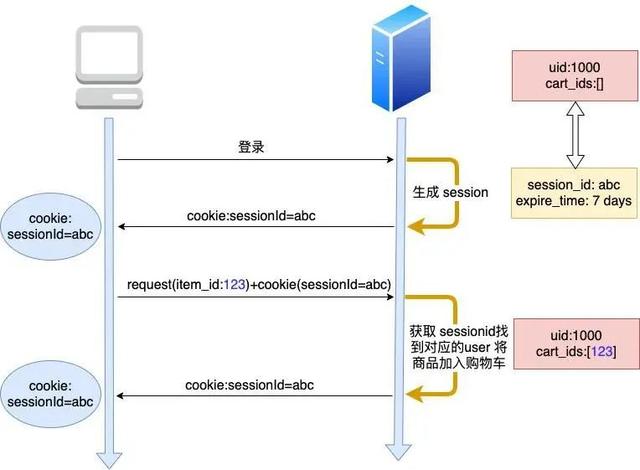 uid:1000
cart_ids:[]
登录
session_id: abc
expire_time: 7 days
生成 session
cookie:
sessionId=abc
cookie:sessionId=abc
request(item_id:123)+cookie(sessionId=abc)
获取 sessionid找
到对应的user 将
商品加入购物车
uid:1000
cart_ids:[123]
cookie:
sessionId=abc
cookie:sessionId=abc